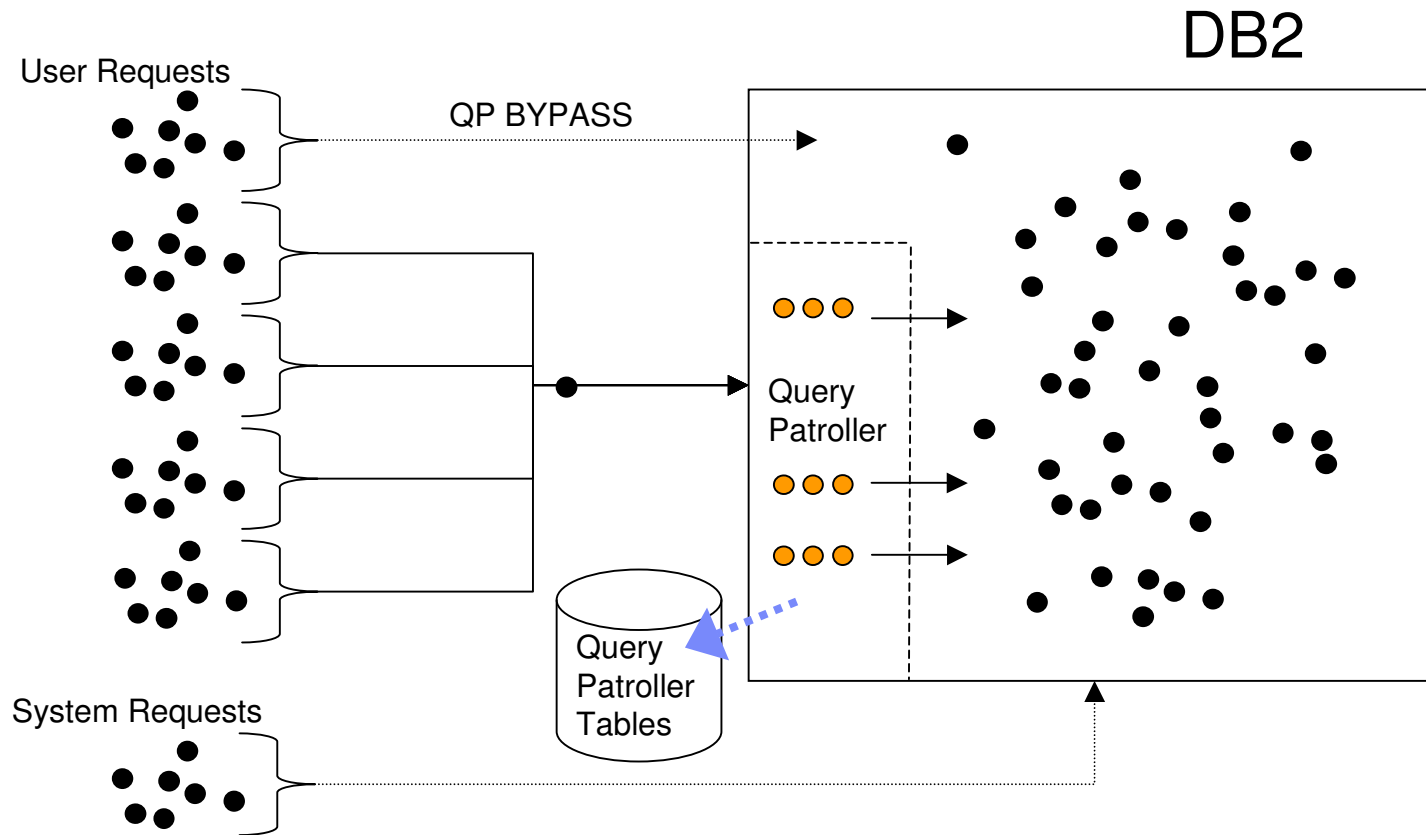 DB2
User Requests
QP BYPASS
Query
Patroller
Query
Patroller
Tables
System Requests